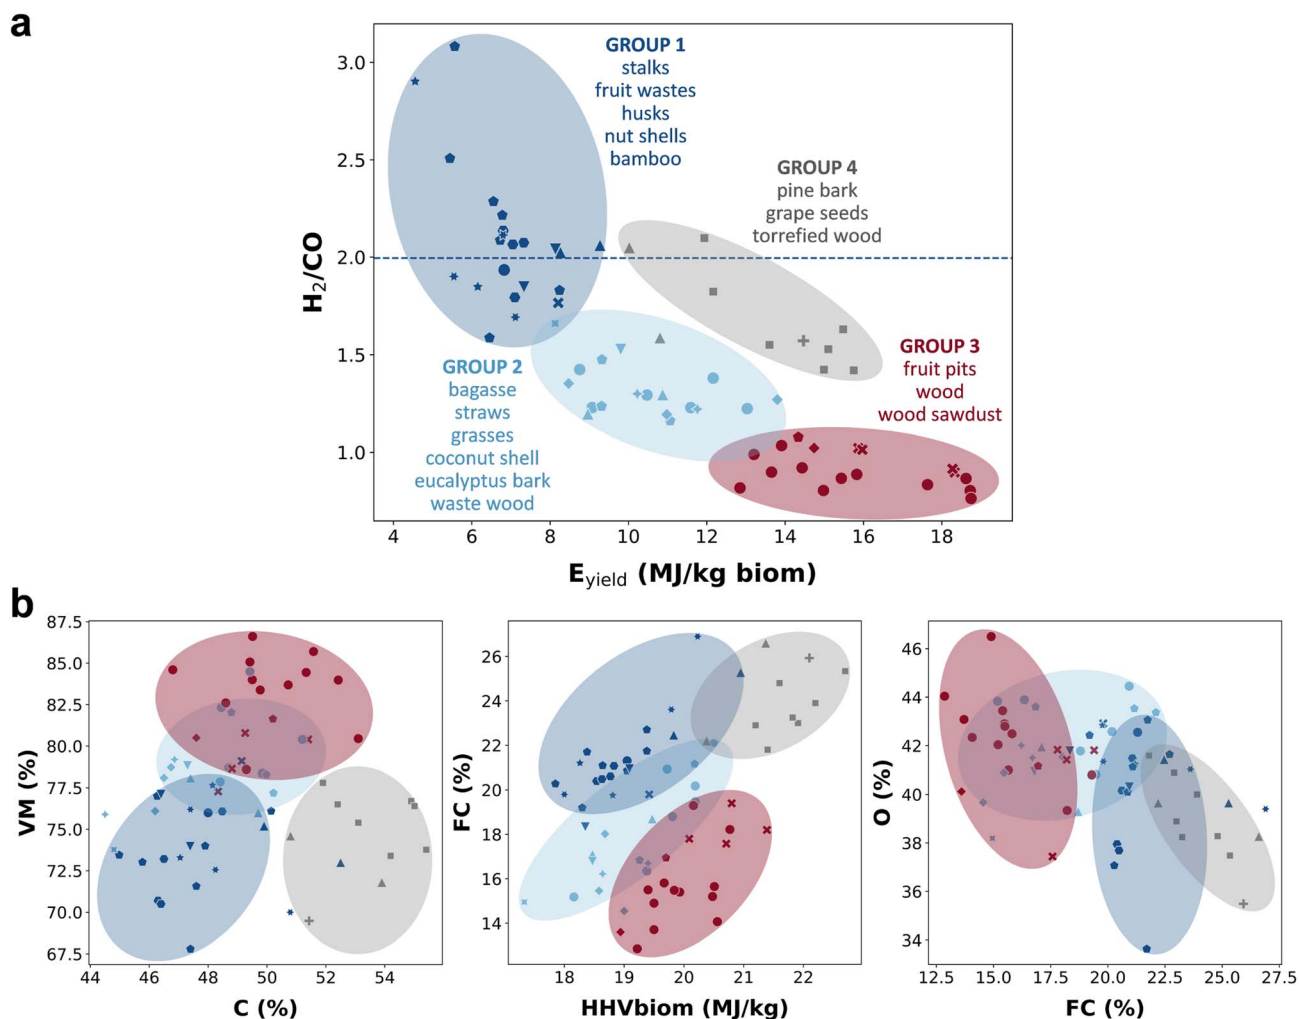 a
GROUP 1
stalks
fruit wastes
husks
nut shells
bamboo
GROUP 4
pine bark
grape seeds
torrefied wood
GROUP 3
fruit pits
wood
wood sawdust
GROUP 2
bagasse
straws
grasses
coconut shell
eucalyptus bark
waste wood
H₂/CO
3.0
2.5
2.0
1.5
1.0
4 6 8 10 12 14 16 18
E_yield (MJ/kg biom)
b
VM (%)
87.5
85.0
82.5
80.0
77.5
75.0
72.5
70.0
67.5
44 46 48 50 52 54
C (%)
FC (%)
26
24
22
20
18
16
14
18 19 20 21 22
HHVbiom (MJ/kg)
O (%)
46
44
42
40
38
36
34
12.5 15.0 17.5 20.0 22.5 25.0 27.5
FC (%)